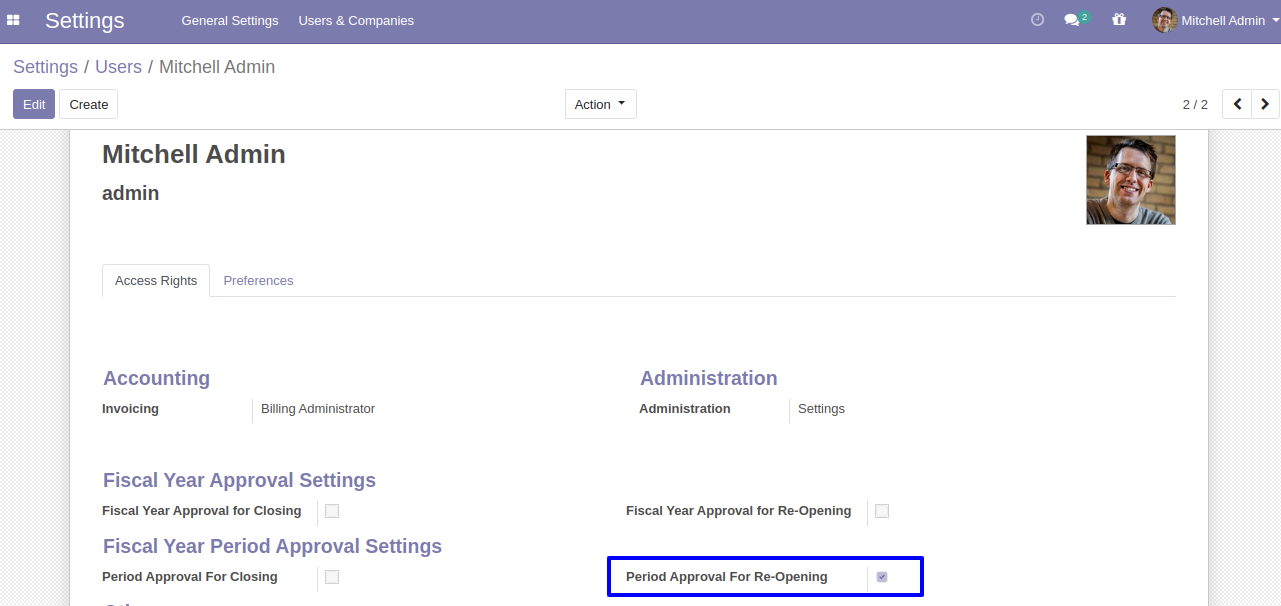 Settings General Settings Users & Companies 2 Mitchell Admin
Settings / Users / Mitchell Admin
Edit Create Action 2 / 2
Mitchell Admin
admin
Access Rights Preferences
Accounting Administration
Invoicing Billing Administrator Administration Settings
Fiscal Year Approval Settings
Fiscal Year Approval for Closing Fiscal Year Approval for Re-Opening
Fiscal Year Period Approval Settings
Period Approval For Closing Period Approval For Re-Opening